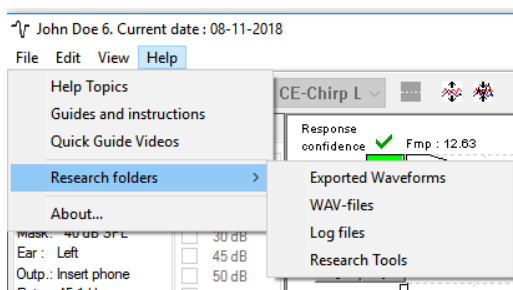 John Doe 6. Current date : 08-11-2018
File Edit View Help
Help Topics
Guides and instructions
Quick Guide Videos
Research folders
About...
CE-Chirp L
Response
confidence
Fmp : 12.63
Exported Waveforms
WAV-files
Log files
Research Tools
Mask: 40 dB SPL
30 dB
Ear : Left
45 dB
Outp.: Insert phone
50 dB